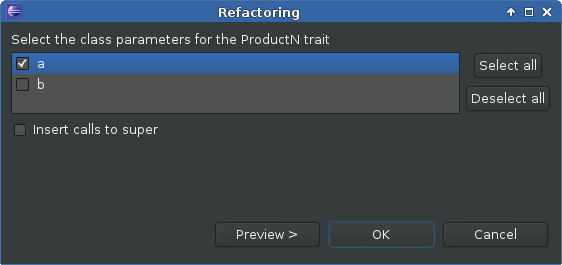 Refactoring
Select the class parameters for the ProductN trait
a
b
Select all
Deselect all
Insert calls to super
Preview >
OK
Cancel